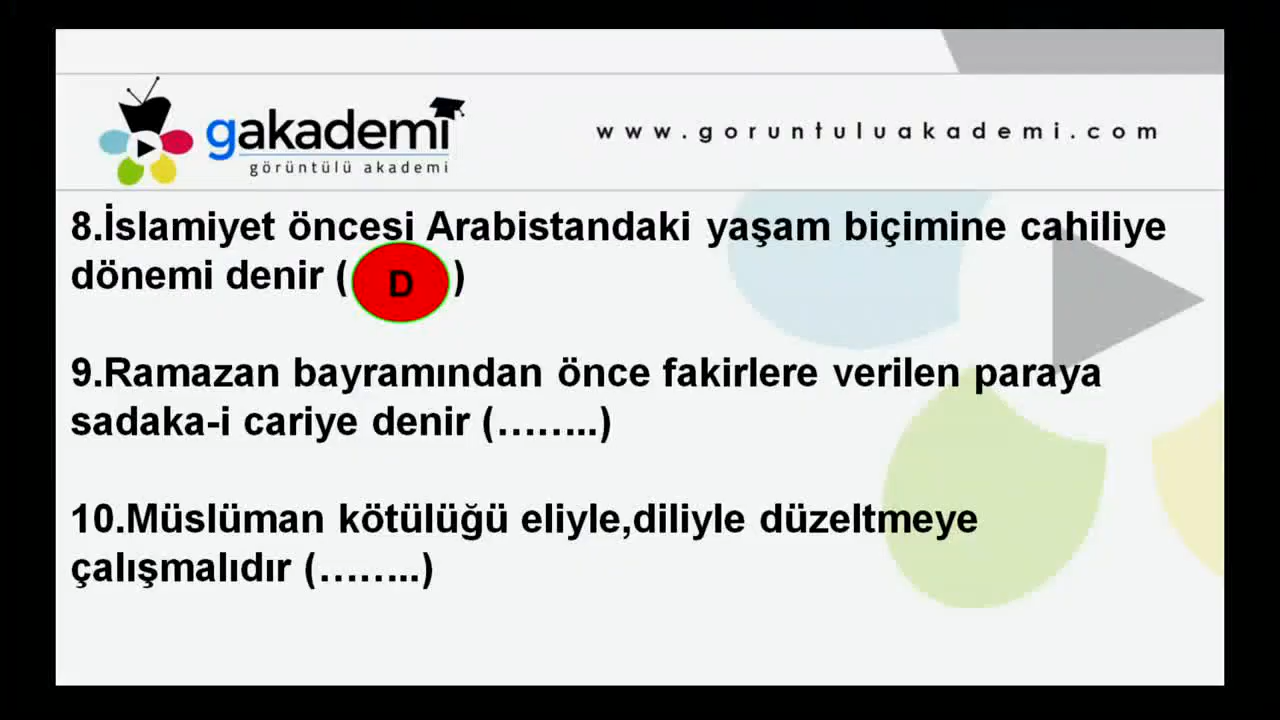 gakademi
görüntülü akademi
www.goruntuluakademi.com
8.İslamiyet öncesi Arabistandaki yaşam biçimine cahiliye
dönemi denir ( D )
9.Ramazan bayramından önce fakirlere verilen paraya
sadaka-i cariye denir (……..)
10.Müslüman kötülüğü eliyle,diliyle düzeltmeye
çalışmalıdır (……..)